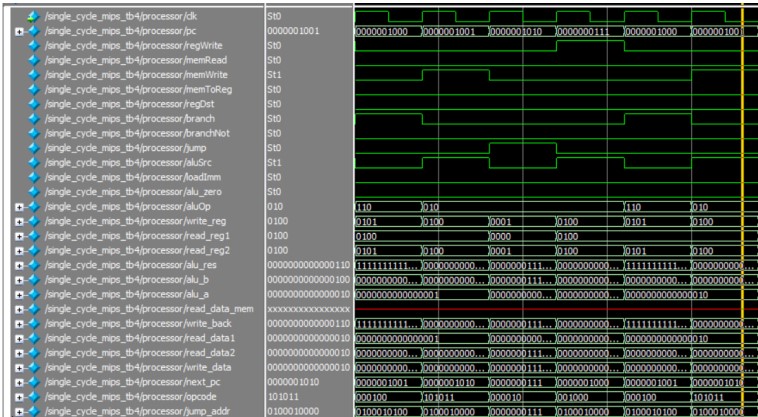 /single_cycle_mips_tb4/processor/clk St0
/single_cycle_mips_tb4/processor/pc 0000001001 0000001000 0000001001 0000001010 0000000111 0000001000 000000100
/single_cycle_mips_tb4/processor/regWrite St0
/single_cycle_mips_tb4/processor/memRead St0
/single_cycle_mips_tb4/processor/memWrite St1
/single_cycle_mips_tb4/processor/memToReg St0
/single_cycle_mips_tb4/processor/regDst St0
/single_cycle_mips_tb4/processor/branch St0
/single_cycle_mips_tb4/processor/branchNot St0
/single_cycle_mips_tb4/processor/jump St0
/single_cycle_mips_tb4/processor/aluSrc St1
/single_cycle_mips_tb4/processor/loadImm St0
/single_cycle_mips_tb4/processor/alu_zero St0
/single_cycle_mips_tb4/processor/aluOp 010 110 010 110 010
/single_cycle_mips_tb4/processor/write_reg 0100 0101 0100 0001 0100 0101 0100
/single_cycle_mips_tb4/processor/read_reg1 0100 0100 0000 0100
/single_cycle_mips_tb4/processor/read_reg2 0100 0101 0100 0001 0100 0101 0100
/single_cycle_mips_tb4/processor/alu_res 0000000000000110 1111111111... 0000000000... 0000000111... 0000000000... 1111111111...
/single_cycle_mips_tb4/processor/alu_b 0000000000000100 0000000000... 0000000000... 0000000111... 0000000000... 0000000000...
/single_cycle_mips_tb4/processor/alu_a 0000000000000010 0000000000000001 0000000000... 0000000000000010
/single_cycle_mips_tb4/processor/read_data_mem xxxxxxxxxxxxxxxx
/single_cycle_mips_tb4/processor/write_back 0000000000000110 1111111111... 0000000000... 0000000111... 0000000000... 1111111111...
/single_cycle_mips_tb4/processor/read_data1 0000000000000010 0000000000000001 0000000000... 0000000000000010
/single_cycle_mips_tb4/processor/read_data2 0000000000000010 0000000000... 0000000000... 0000000111... 0000000000... 0000000000...
/single_cycle_mips_tb4/processor/write_data 0000000000000010 0000000000... 0000000000... 0000000111... 0000000000... 0000000000...
/single_cycle_mips_tb4/processor/next_pc 0000001010 0000001001 0000001010 0000000111 0000001000 0000001001
/single_cycle_mips_tb4/processor/opcode 101011 000100 101011 000010 001000 000100 101011
/single_cycle_mips_tb4/processor/jump_addr 0100010000 0100010100 0100010000 0000000111 0100010000 0100010100